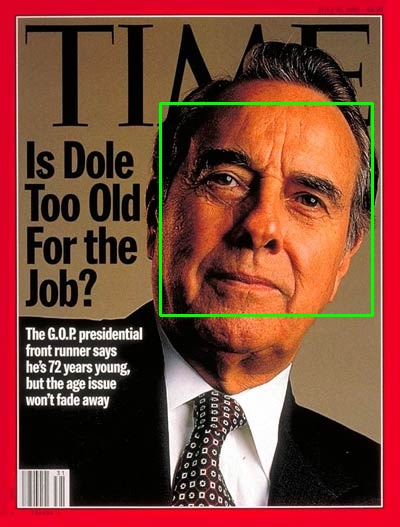 TIME
Is Dole
Too Old
For the
Job?
The G.O.P. presidential
front runner says
he's 72 years young,
but the age issue
won't fade away
31